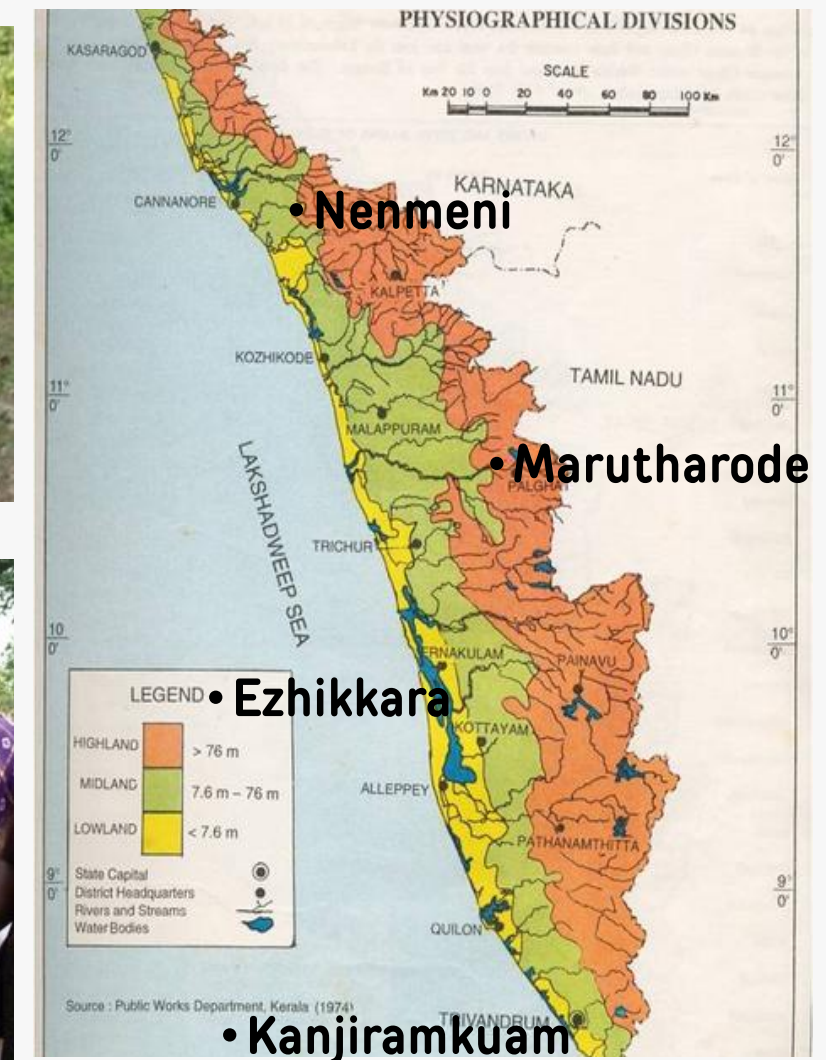 PHYSIOGRAPHICAL DIVISIONS
SCALE
Km 20 10 0 20 40 60 80 100 Km
KASARAGOD
12°
0'
12°
0'
KARNATAKA
CANNANORE
• Nenmeni
KALPETTA
KOZHIKODE
TAMIL NADU
11°
0'
11°
0'
MALAPPURAM
• Marutharode
PALGHAT
LAKSHADWEEP SEA
TRICHUR
10
0'
10°
0'
ERNAKULAM
PAINAVU
LEGEND
• Ezhikkara
KOTTAYAM
HIGHLAND > 76 m
MIDLAND 7.6 m – 76 m
LOWLAND < 7.6 m
ALLEPPEY
PATHANAMTHITTA
9°
0'
9°
0'
State Capital
District Headquarters
Rivers and Streams
Water Bodies
QUILON
Source : Public Works Department, Kerala (1974)
TRIVANDRUM
• Kanjiramkuam